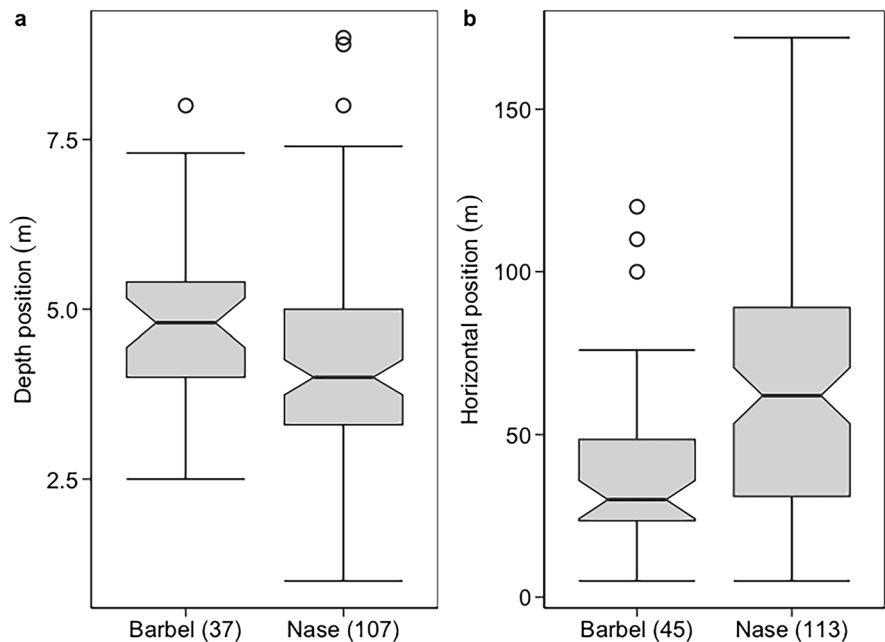 a
Depth position (m)
7.5
5.0
2.5
Barbel (37)
Nase (107)
b
Horizontal position (m)
150
100
50
0
Barbel (45)
Nase (113)